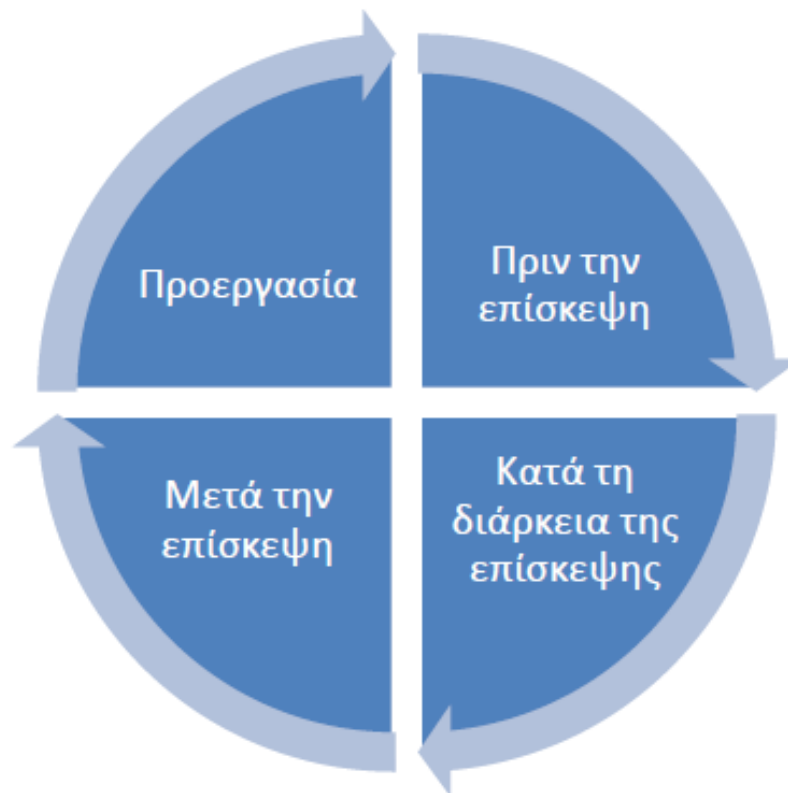 Προεργασία
Πριν την
επίσκεψη
Κατά τη
διάρκεια της
επίσκεψης
Μετά την
επίσκεψη